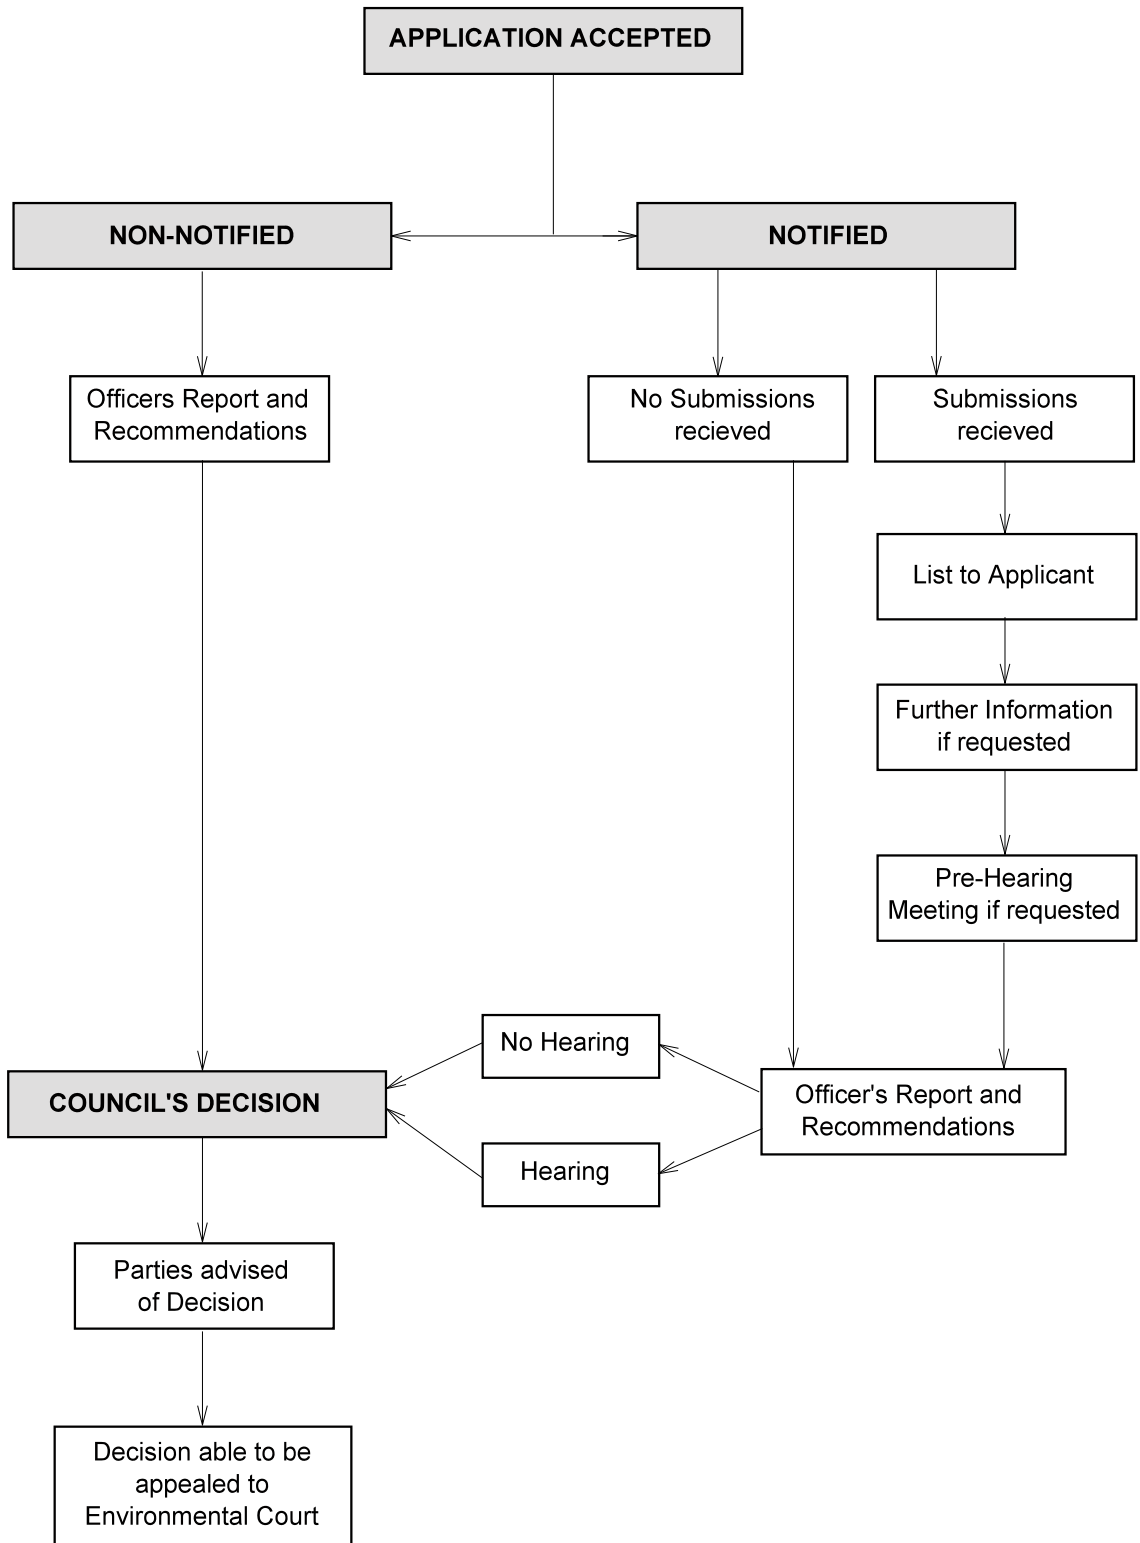 APPLICATION ACCEPTED
NON-NOTIFIED
NOTIFIED
Officers Report and
Recommendations
No Submissions
recieved
Submissions
recieved
List to Applicant
Further Information
if requested
Pre-Hearing
Meeting if requested
No Hearing
Hearing
Officer's Report and
Recommendations
COUNCIL'S DECISION
Parties advised
of Decision
Decision able to be
appealed to
Environmental Court